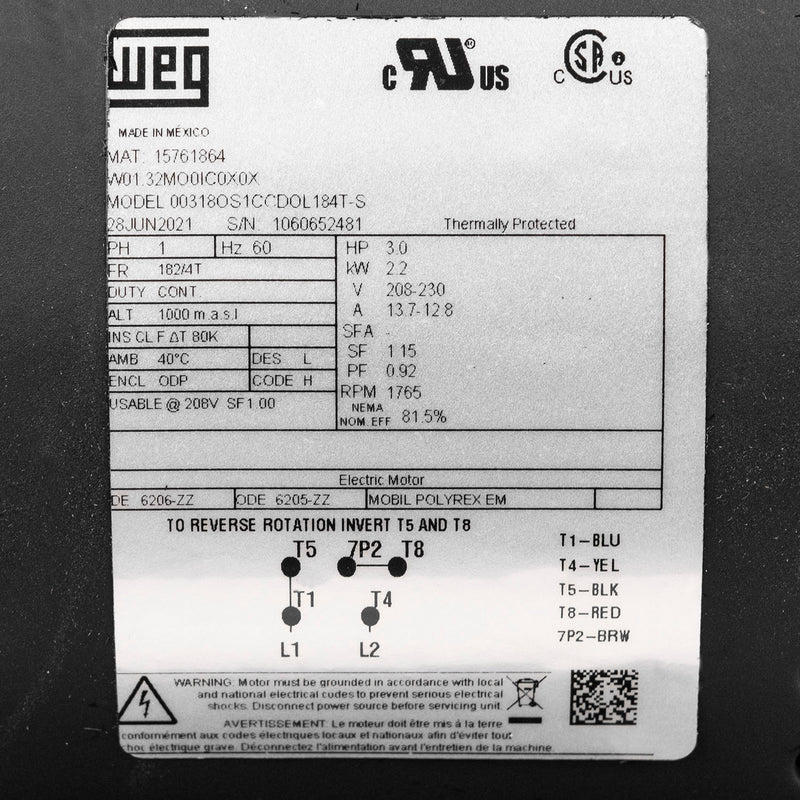 WEG
C RU® US
C SA US
MADE IN MÉXICO
MAT: 15761864
W01.32MO0IC0X0X
MODEL 00318OS1CCDOL184T-S
28JUN2021 S/N 1060652481 Thermally Protected
PH 1 Hz 60 HP 3.0
FR 182/4T kW 2.2
DUTY CONT. V 208-230
ALT 1000 m.a.s.l A 13.7-12.8
INS CL F ΔT 80K SFA -
AMB 40°C DES L SF 1.15
ENCL ODP CODE H PF 0.92
USABLE @ 208V SF1.00 RPM 1765
NEMA NOM. EFF 81.5%
Electric Motor
DE 6206-ZZ ODE 6205-ZZ MOBIL POLYREX EM
TO REVERSE ROTATION INVERT T5 AND T8
T5 7P2 T8
T1 T4
L1 L2
T1-BLU
T4-YEL
T5-BLK
T8-RED
7P2-BRW
WARNING: Motor must be grounded in accordance with local
and national electrical codes to prevent serious electrical
shocks. Disconnect power source before servicing unit.
AVERTISSEMENT: Le moteur doit être mis à la terre
conformément aux codes électriques locaux et nationaux afin d'éviter tout
choc électrique grave. Déconnectez l'alimentation avant l'entretien de la machine.